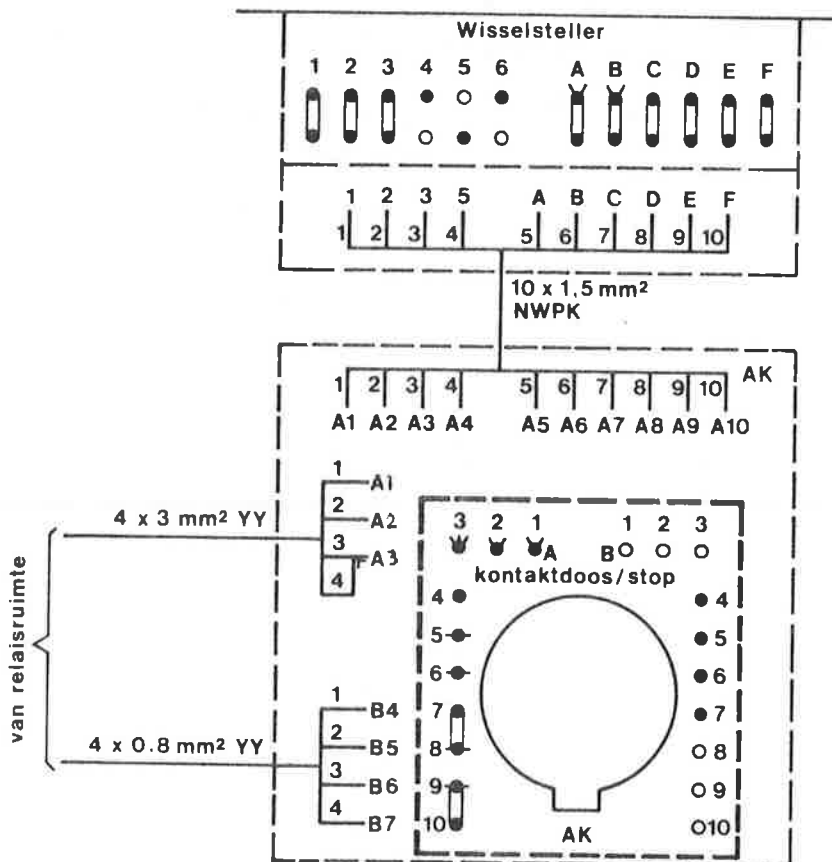 Wisselsteller
1 2 3 4 5 6 A B C D E F
1 2 3 5 A B C D E F
1 2 3 4 5 6 7 8 9 10
10 x 1,5 mm²
NWPK
1 2 3 4 5 6 7 8 9 10 AK
A1 A2 A3 A4 A5 A6 A7 A8 A9 A10
van relaisruimte
4 x 3 mm² YY
1 A1
2 A2
3 A3
4
4 x 0.8 mm² YY
1 B4
2 B5
3 B6
4 B7
3 2 1 A B 1 2 3
kontaktdoos/stop
4 4
5 5
6 6
7 7
8 8
9 9
10 10
AK